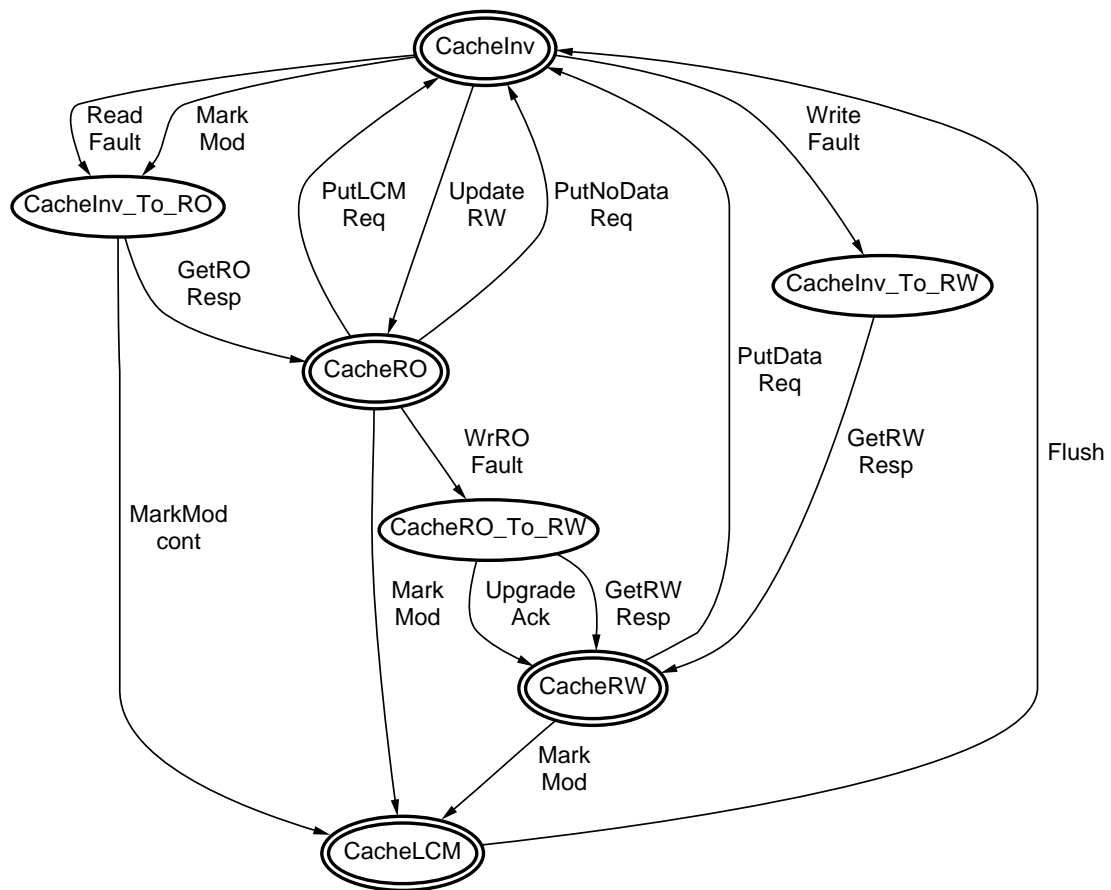 CacheInv
Read
Fault
Mark
Mod
Write
Fault
CacheInv_To_RO
PutLCM
Req
Update
RW
PutNoData
Req
GetRO
Resp
CacheInv_To_RW
CacheRO
PutData
Req
WrRO
Fault
GetRW
Resp
Flush
MarkMod
cont
CacheRO_To_RW
Mark
Mod
Upgrade
Ack
GetRW
Resp
CacheRW
Mark
Mod
CacheLCM